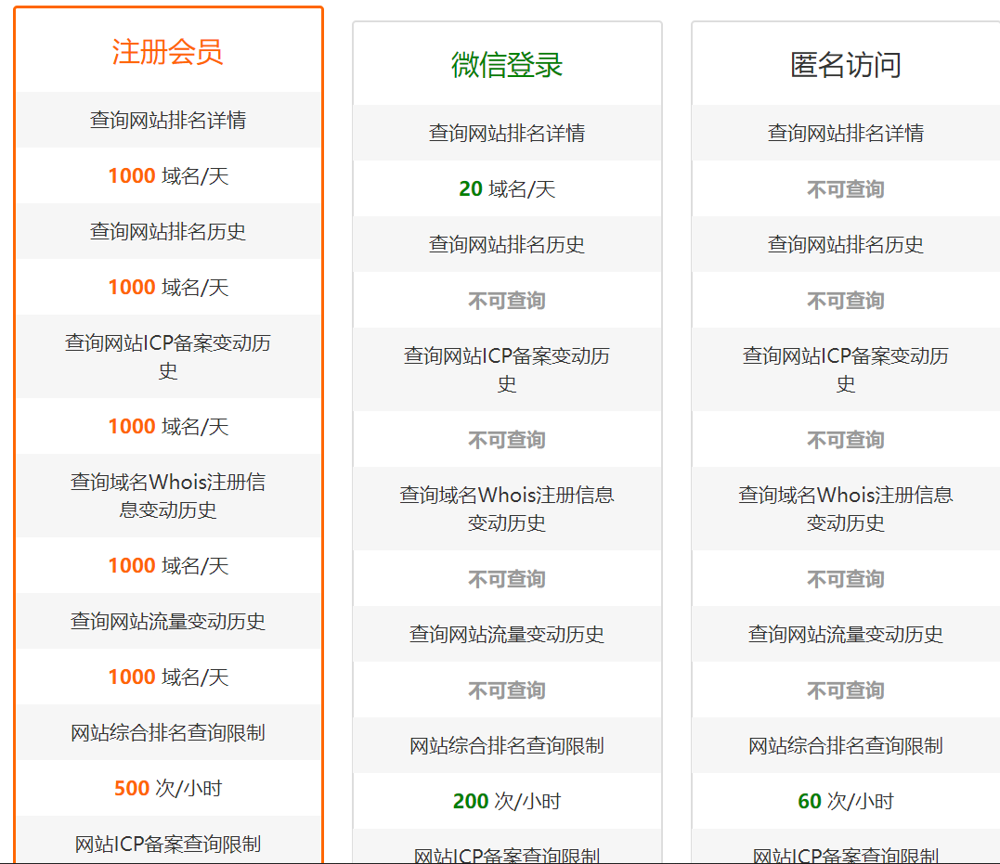 注册会员
查询网站排名详情
1000 域名/天
查询网站排名历史
1000 域名/天
查询网站ICP备案变动历
史
1000 域名/天
查询域名Whois注册信
息变动历史
1000 域名/天
查询网站流量变动历史
1000 域名/天
网站综合排名查询限制
500 次/小时
网站ICP备案查询限制
微信登录
查询网站排名详情
20 域名/天
查询网站排名历史
不可查询
查询网站ICP备案变动历
史
不可查询
查询域名Whois注册信息
变动历史
不可查询
查询网站流量变动历史
不可查询
网站综合排名查询限制
200 次/小时
网站ICP备案查询限制
匿名访问
查询网站排名详情
不可查询
查询网站排名历史
不可查询
查询网站ICP备案变动历
史
不可查询
查询域名Whois注册信息
变动历史
不可查询
查询网站流量变动历史
不可查询
网站综合排名查询限制
60 次/小时
网站ICP备案查询限制